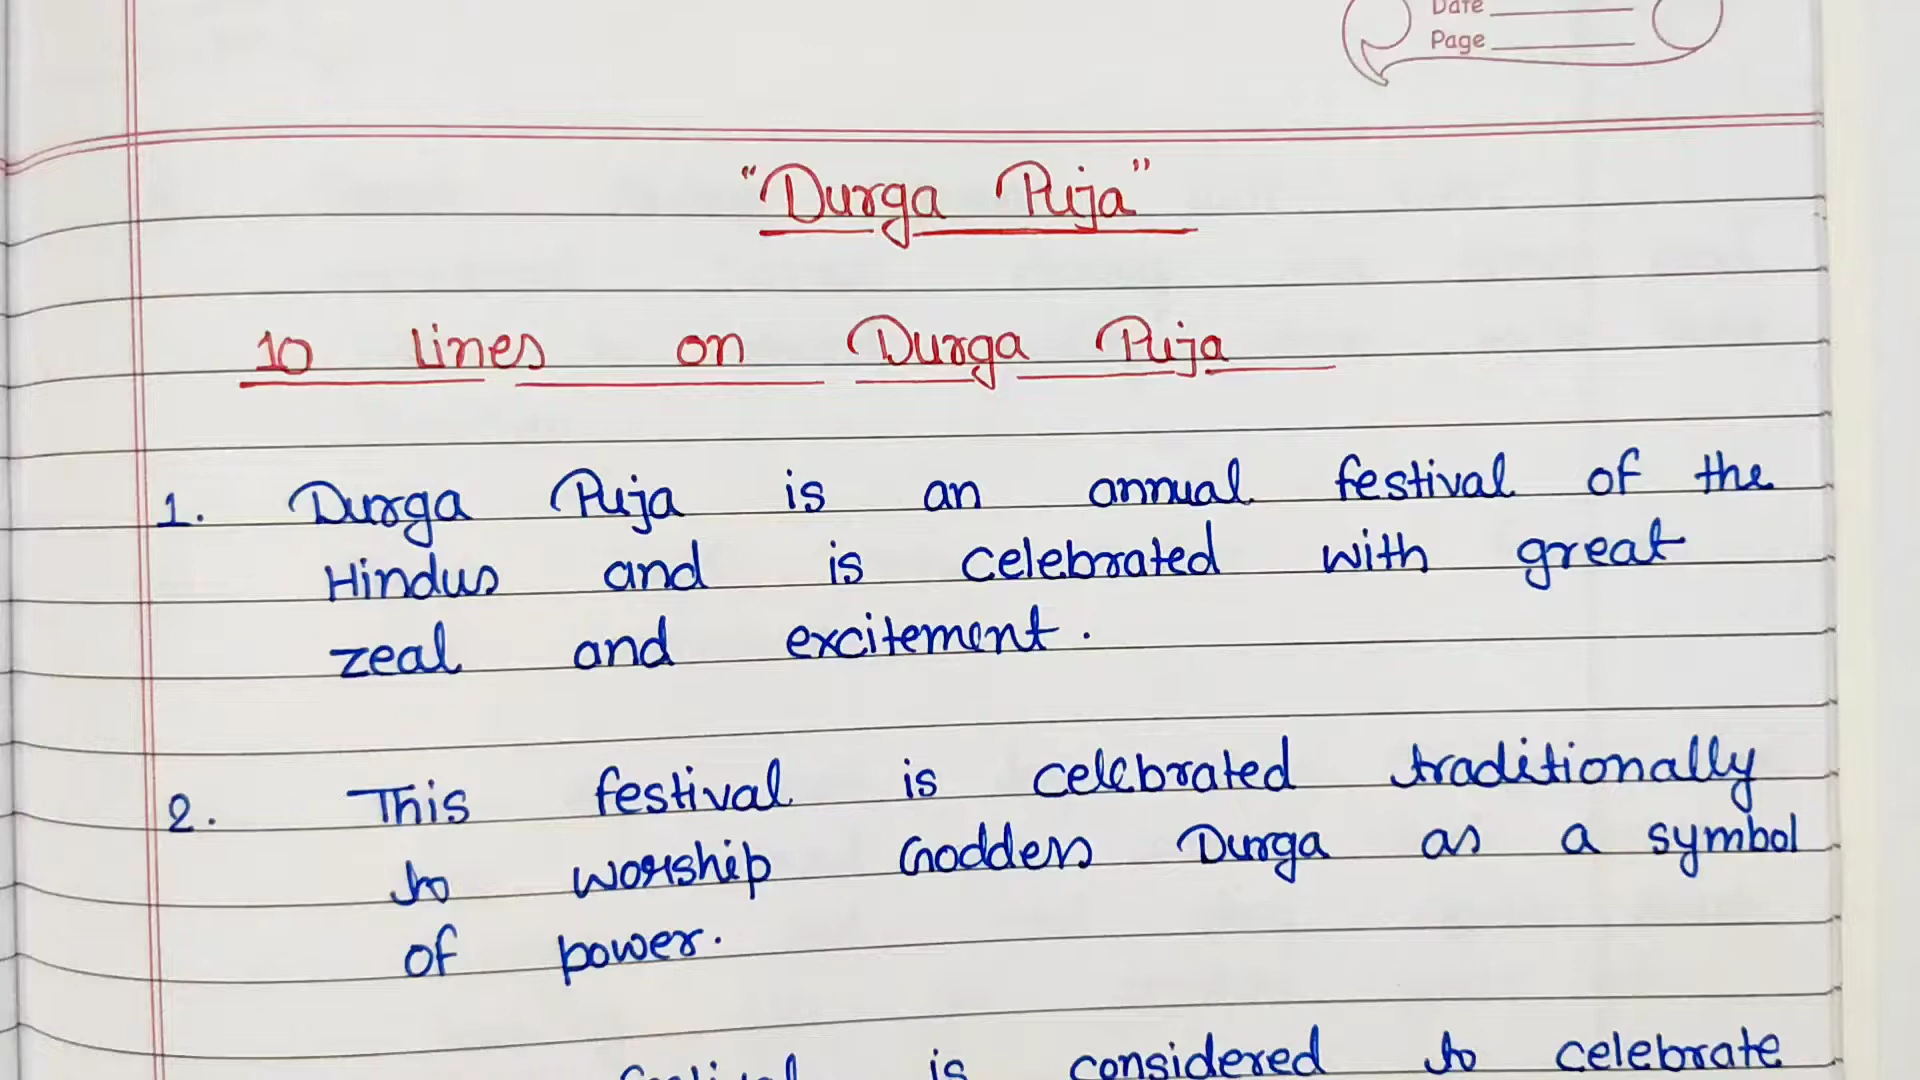 Date
Page
"Durga Puja"
10 lines on Durga Puja
1. Durga Puja is an annual festival of the
Hindus and is celebrated with great
zeal and excitement.
2. This festival is celebrated traditionally
to worship Goddess Durga as a symbol
of power.
festival is considered to celebrate